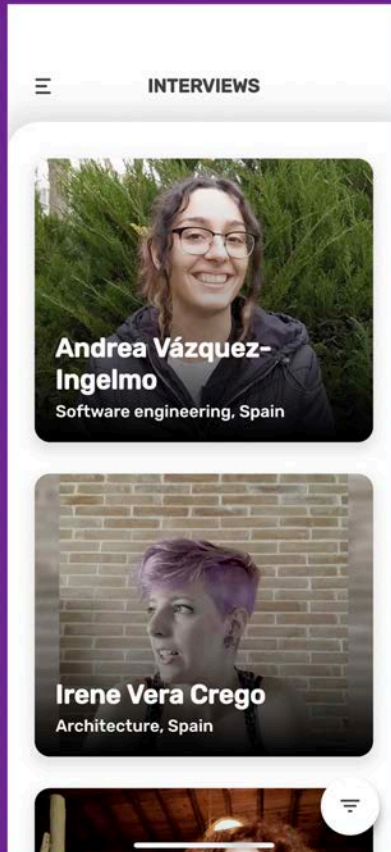 INTERVIEWS
Andrea Vázquez-
Ingelmo
Software engineering, Spain
Irene Vera Crego
Architecture, Spain